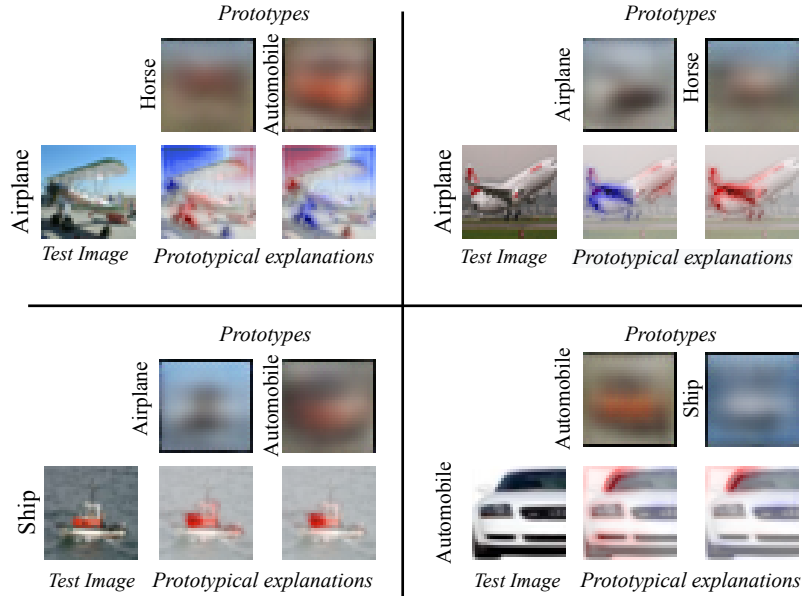 Prototypes
Horse
Automobile
Airplane
Test Image
Prototypical explanations
Prototypes
Airplane
Horse
Airplane
Test Image
Prototypical explanations
Prototypes
Airplane
Automobile
Ship
Test Image
Prototypical explanations
Prototypes
Automobile
Ship
Automobile
Test Image
Prototypical explanations